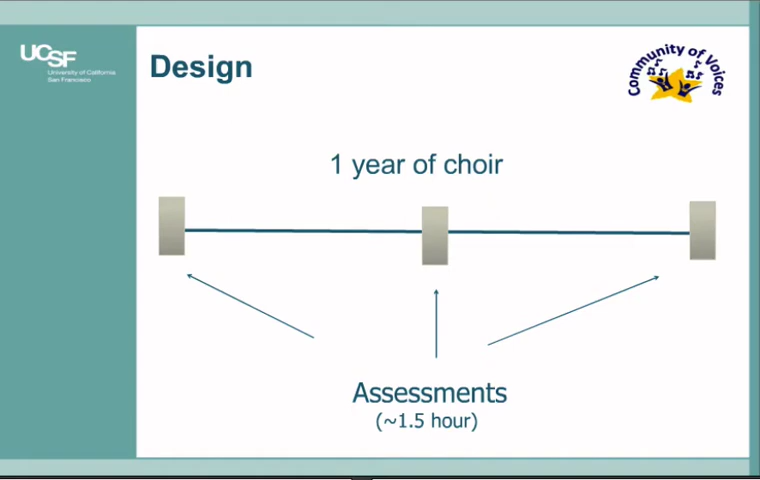 UCSF
University of California
San Francisco
Design
Community of Voices
1 year of choir
Assessments
(~1.5 hour)